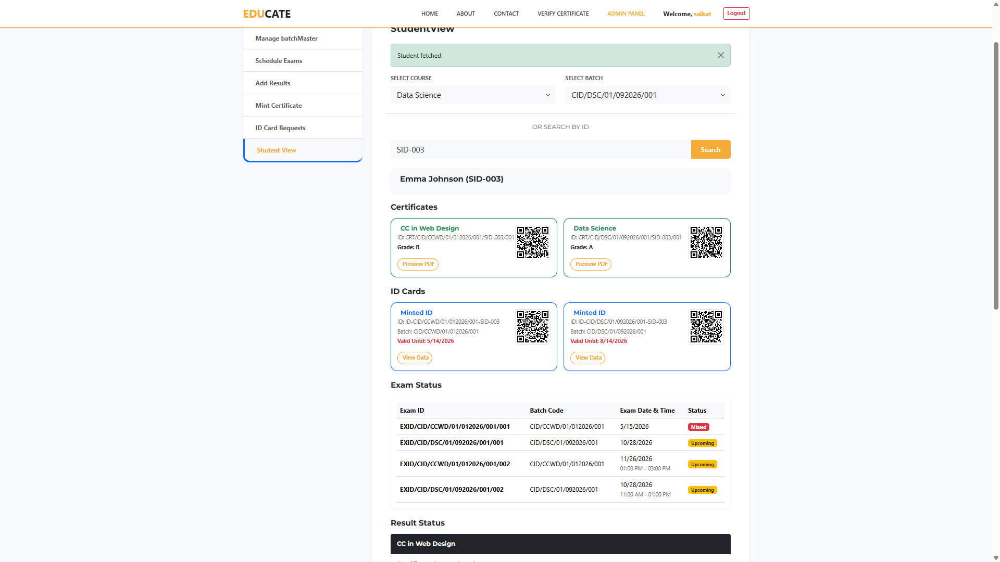 EDUCATE
HOME ABOUT CONTACT VERIFY CERTIFICATE ADMIN PANEL Welcome, saikat Logout
Manage batchMaster
Schedule Exams
Add Results
Mint Certificate
ID Card Requests
Student View
StudentView
Student fetched.
SELECT COURSE SELECT BATCH
Data Science CID/DSC/01/092026/001
OR SEARCH BY ID
SID-003 Search
Emma Johnson (SID-003)
Certificates
CC in Web Design
ID: CRT/CID/CCWD/01/012026/001/SID-003/001
Grade: B
Preview PDF
Data Science
ID: CRT/CID/DSC/01/092026/001/SID-003/001
Grade: A
Preview PDF
ID Cards
Minted ID
ID: ID-CID/CCWD/01/012026/001-SID-003
Batch: CID/CCWD/01/012026/001
Valid Until: 5/14/2026
View Data
Minted ID
ID: ID-CID/DSC/01/092026/001-SID-003
Batch: CID/DSC/01/092026/001
Valid Until: 8/14/2026
View Data
Exam Status
Exam ID Batch Code Exam Date & Time Status
EXID/CID/CCWD/01/012026/001/001 CID/CCWD/01/012026/001 5/15/2026 Missed
EXID/CID/DSC/01/092026/001/001 CID/DSC/01/092026/001 10/28/2026 Upcoming
EXID/CID/CCWD/01/012026/001/002 CID/CCWD/01/012026/001 11/26/2026 01:00 PM - 03:00 PM Upcoming
EXID/CID/DSC/01/092026/001/002 CID/DSC/01/092026/001 10/28/2026 11:00 AM - 01:00 PM Upcoming
Result Status
CC in Web Design